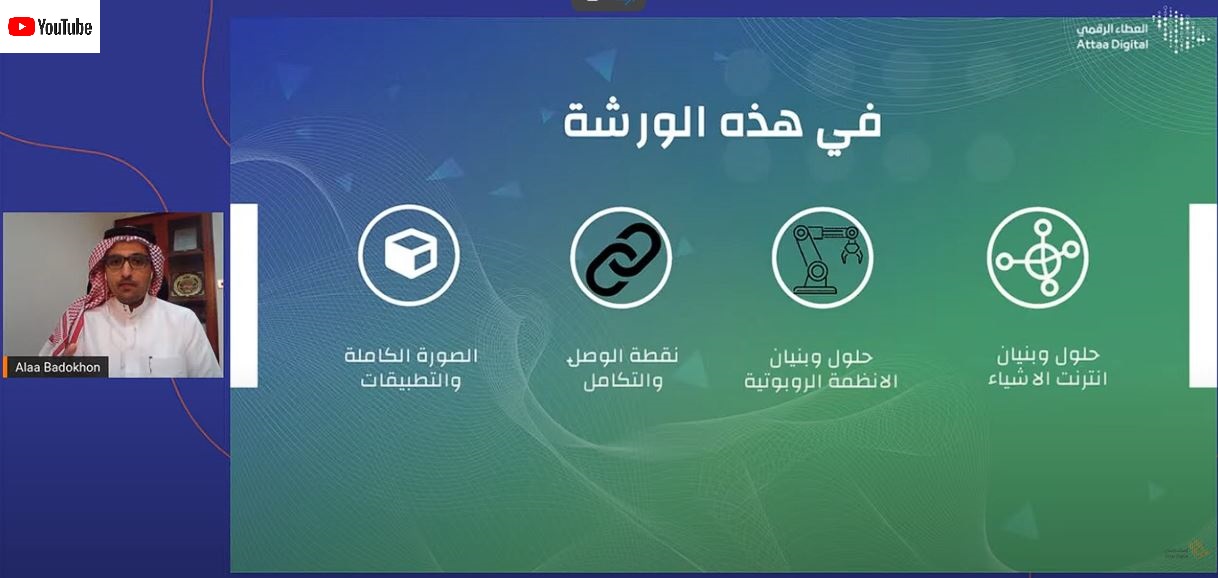 YouTube
العطاء الرقمي
Attaa Digital
في هذه الورشة
حلول وبنيان
انترنت الاشياء
حلول وبنيان
الانظمة الروبوتية
نقطة الوصل
والتكامل
الصورة الكاملة
والتطبيقات
Alaa Badokhon